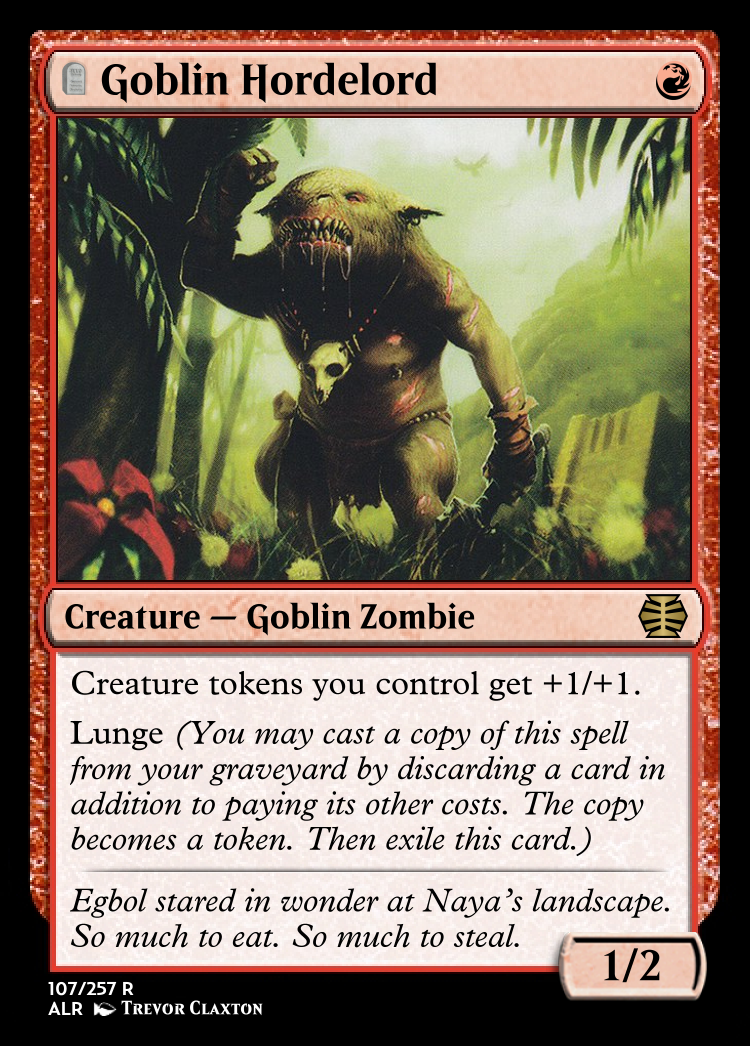 Goblin Hordelord
Creature — Goblin Zombie
Creature tokens you control get +1/+1.
Lunge (You may cast a copy of this spell
from your graveyard by discarding a card in
addition to paying its other costs. The copy
becomes a token. Then exile this card.)
Egbol stared in wonder at Naya's landscape.
So much to eat. So much to steal.
1/2
107/257 R
ALR Trevor Claxton